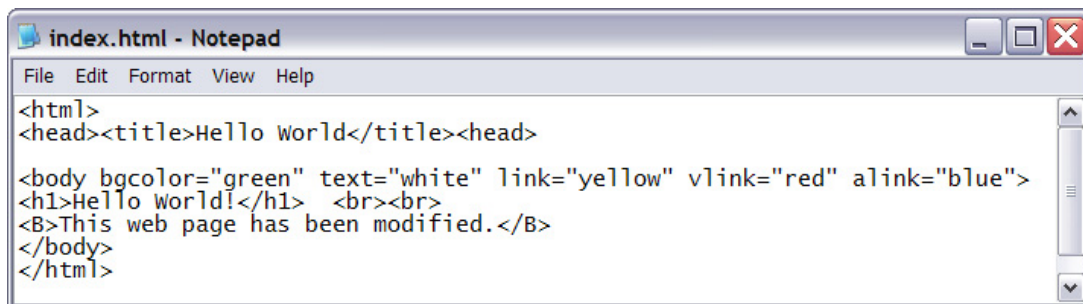 index.html - Notepad
File Edit Format View Help
<html>
<head><title>Hello World</title><head>
<body bgcolor="green" text="white" link="yellow" vlink="red" alink="blue">
<h1>Hello World!</h1>  <br><br>
<B>This web page has been modified.</B>
</body>
</html>